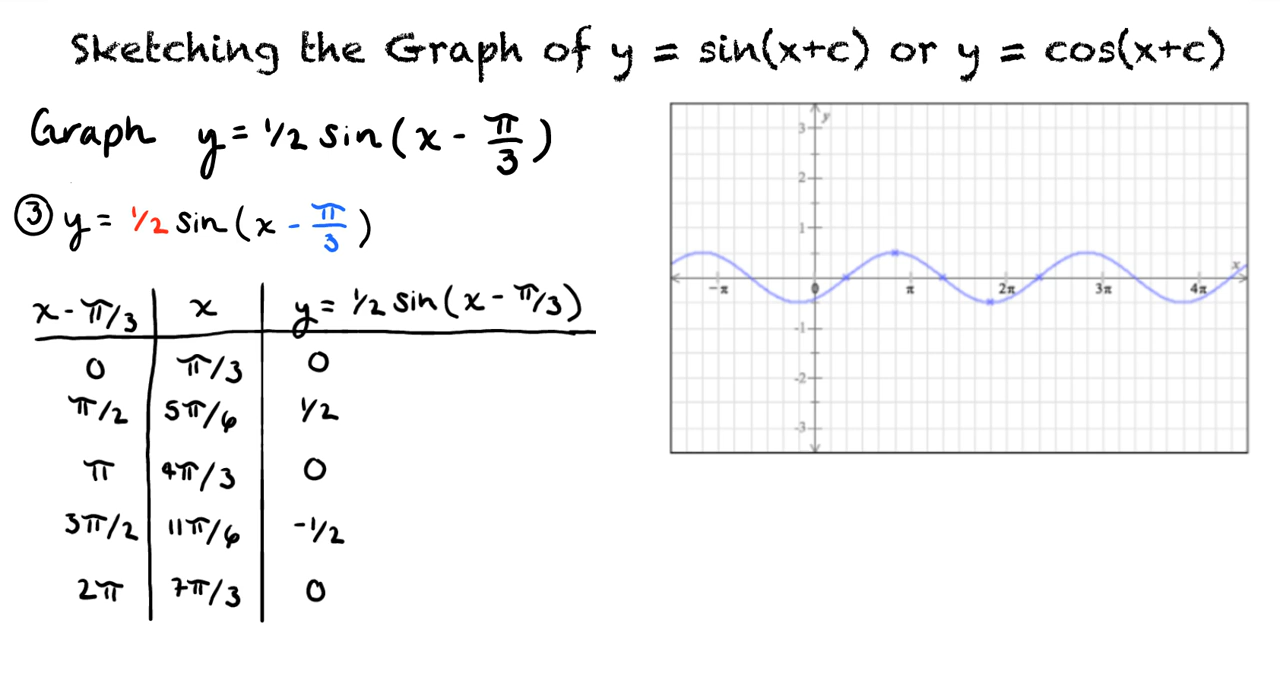 Sketching the Graph of y = sin(x+c) or y = cos(x+c)
Graph y = 1/2 sin(x - π/3)
③ y = 1/2 sin(x - π/3)
x - π/3 x y = 1/2 sin(x - π/3)
0 π/3 0
π/2 5π/6 1/2
π 4π/3 0
3π/2 11π/6 -1/2
2π 7π/3 0
y
3
2
1
x
-π 0 π 2π 3π 4π
-1
-2
-3